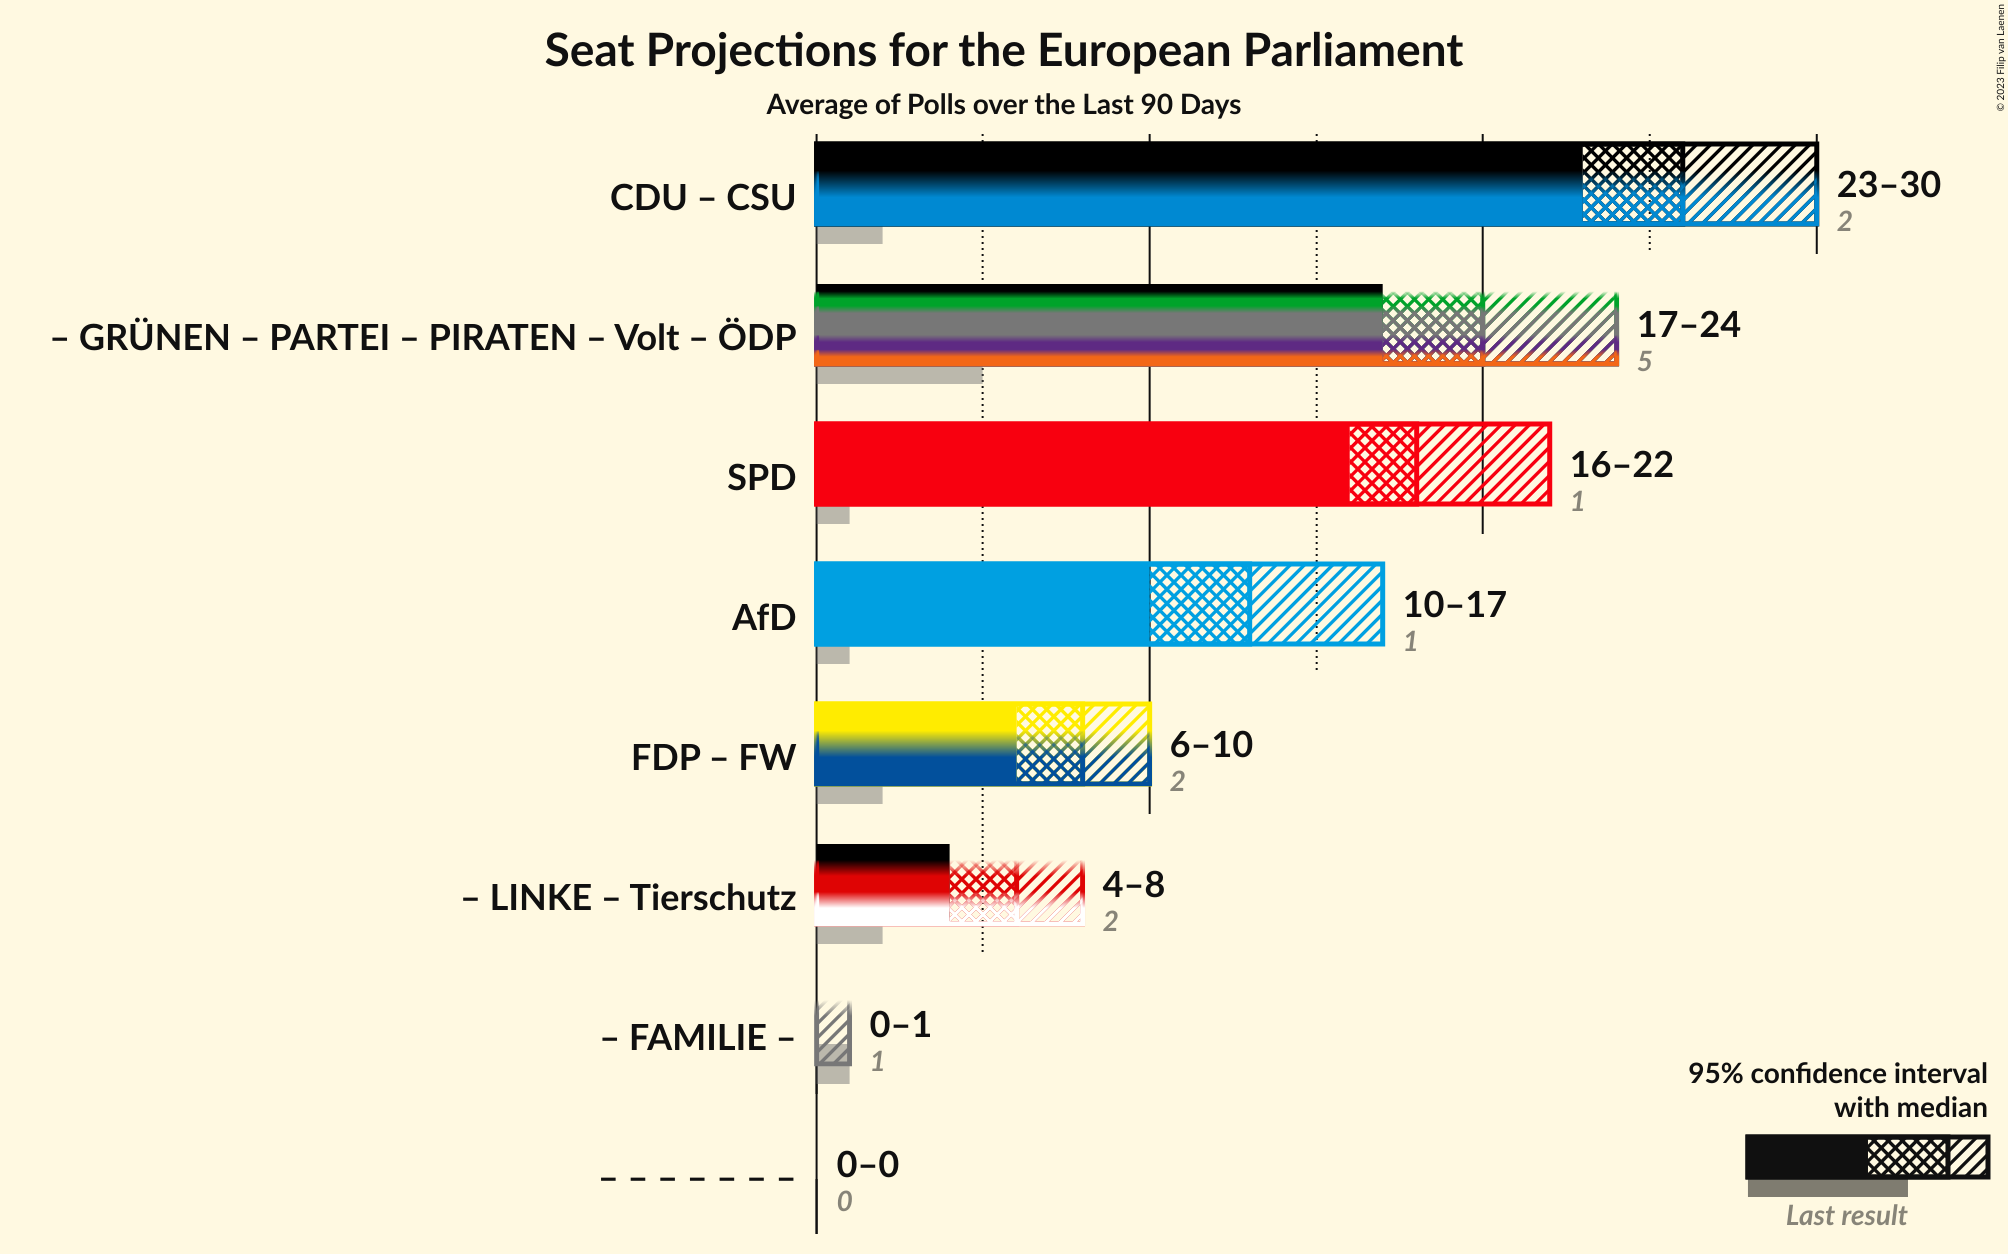 Seat Projections for the European Parliament
Average of Polls over the Last 90 Days
© 2023 Filip van Laenen
CDU – CSU
23–30
2
– GRÜNEN – PARTEI – PIRATEN – Volt – ÖDP
17–24
5
SPD
16–22
1
AfD
10–17
1
FDP – FW
6–10
2
– LINKE – Tierschutz
4–8
2
– FAMILIE –
0–1
1
– – – – – – –
0–0
0
95% confidence interval
with median
Last result